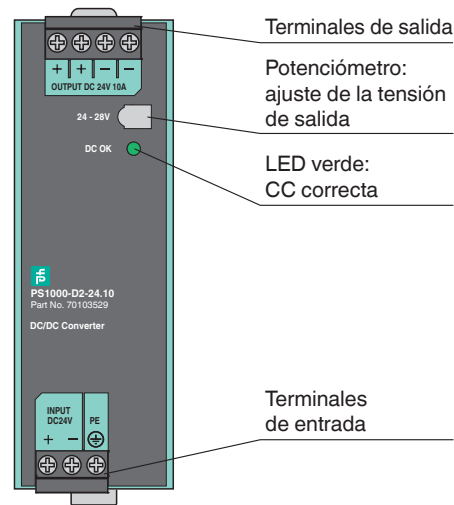 Terminales de salida
+ + − −
OUTPUT DC 24V 10A
Potenciómetro:
ajuste de la tensión
de salida
24 - 28V
DC OK
LED verde:
CC correcta
PS1000-D2-24.10
Part No. 70103529
DC/DC Converter
Terminales
de entrada
INPUT
DC24V
PE
+ −